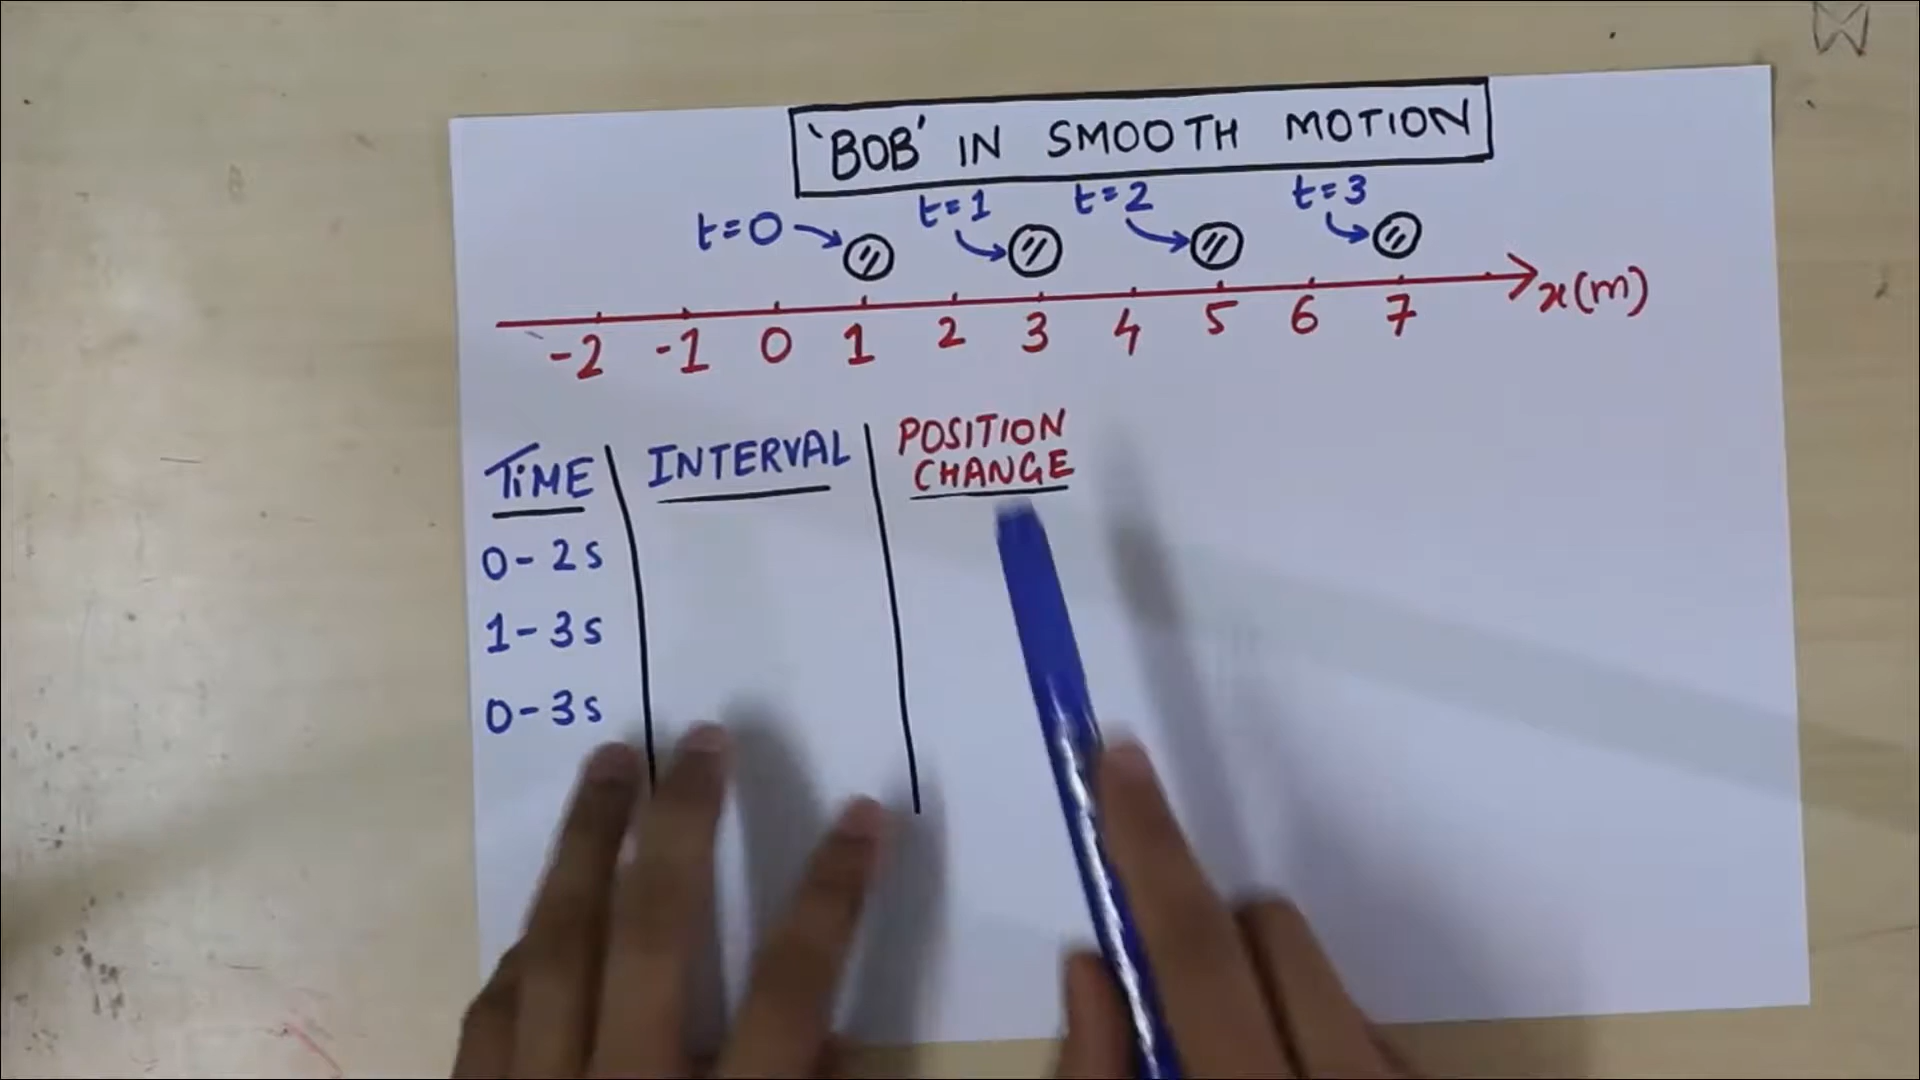 'BOB' IN SMOOTH MOTION
t=0 t=1 t=2 t=3
-2 -1 0 1 2 3 4 5 6 7 x(m)
TIME INTERVAL POSITION CHANGE
0-2s
1-3s
0-3s